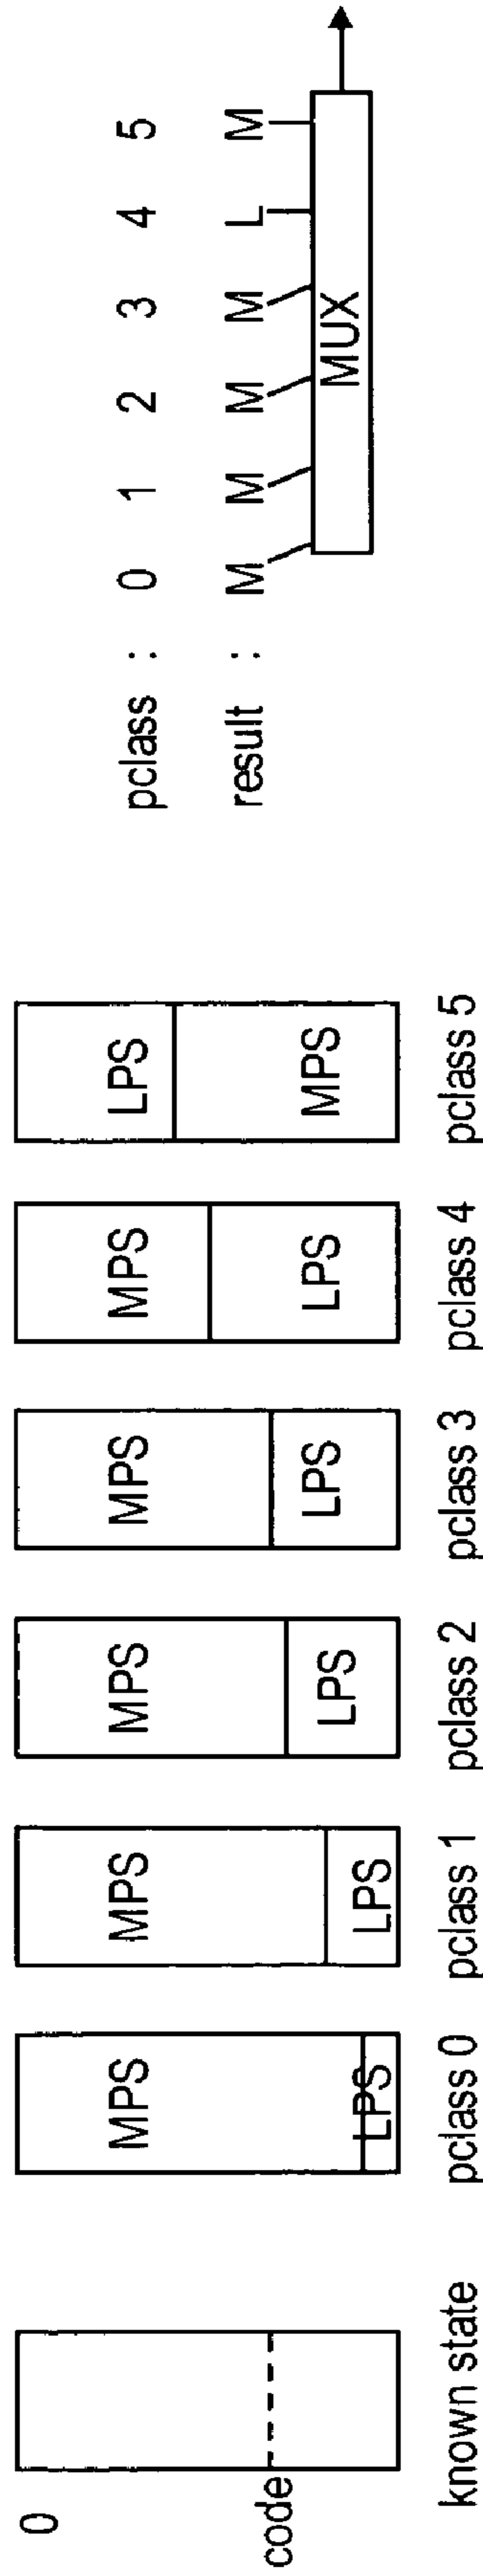 0
code
known state
MPS
LPS
pclass 0
MPS
LPS
pclass 1
MPS
LPS
pclass 2
MPS
LPS
pclass 3
MPS
LPS
pclass 4
LPS
MPS
pclass 5
pclass : 0 1 2 3 4 5
result : M M M M L M
MUX